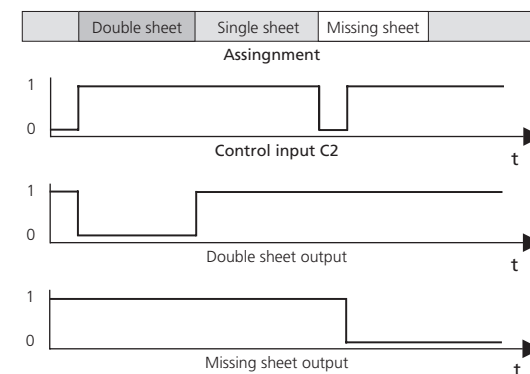 Double sheet Single sheet Missing sheet
Assingnment
1
0
Control input C2
t
1
0
Double sheet output
t
1
0
Missing sheet output
t